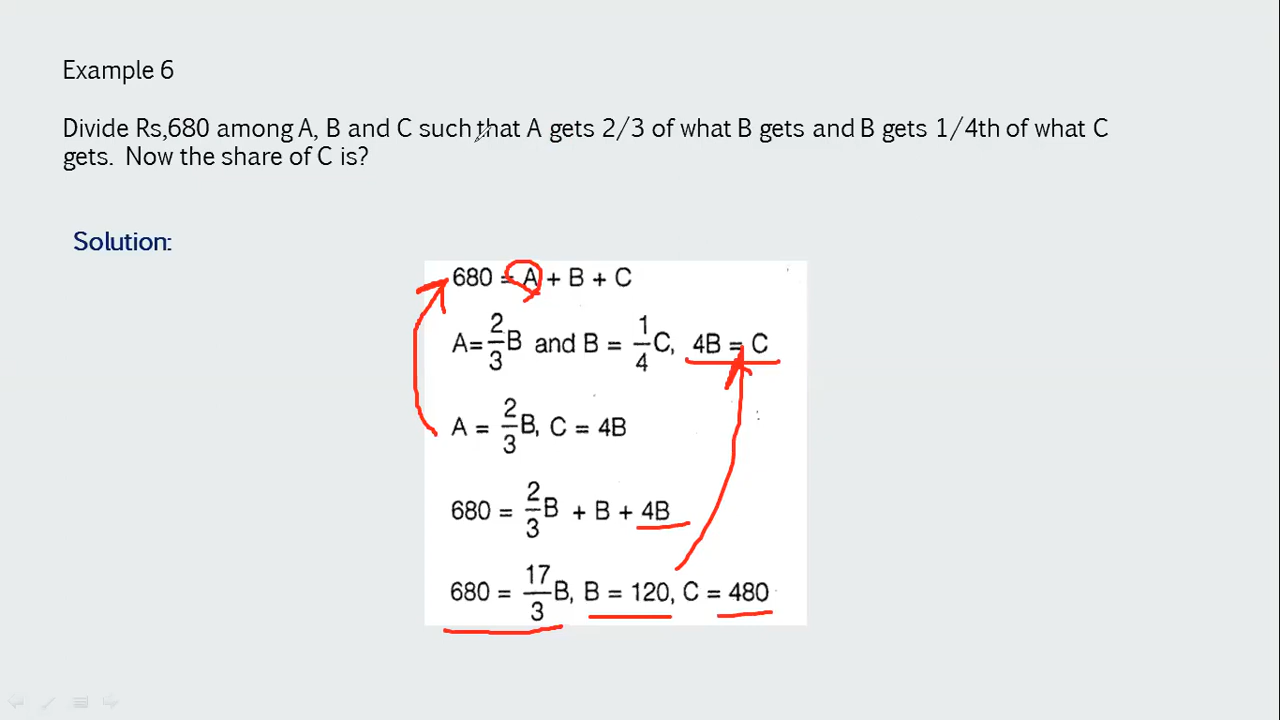 Example 6
Divide Rs,680 among A, B and C such that A gets 2/3 of what B gets and B gets 1/4th of what C
gets. Now the share of C is?
Solution:
680 = A + B + C
A = 2/3 B and B = 1/4 C, 4B = C
A = 2/3 B, C = 4B
680 = 2/3 B + B + 4B
680 = 17/3 B, B = 120, C = 480